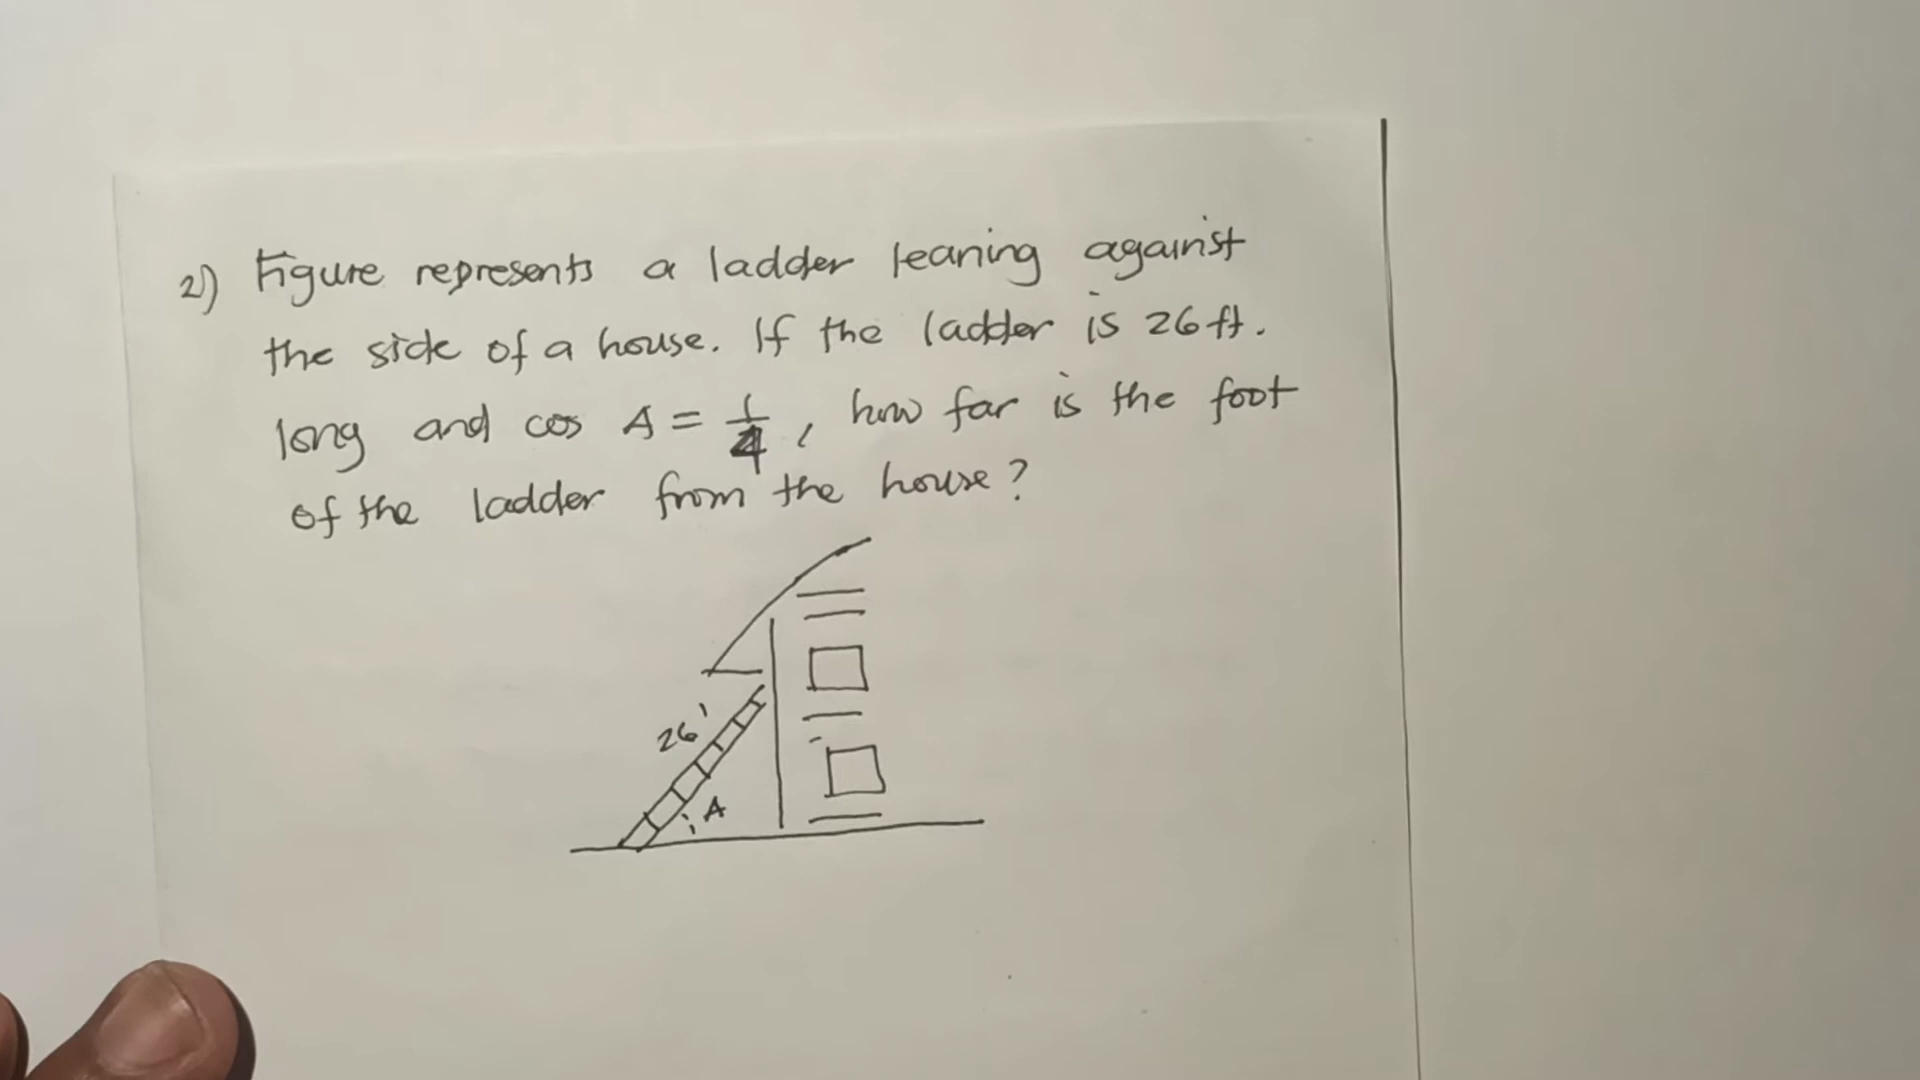 2) Figure represents a ladder leaning against
the side of a house. If the ladder is 26 ft.
long and cos A = 1/4, how far is the foot
of the ladder from the house?
26'
A